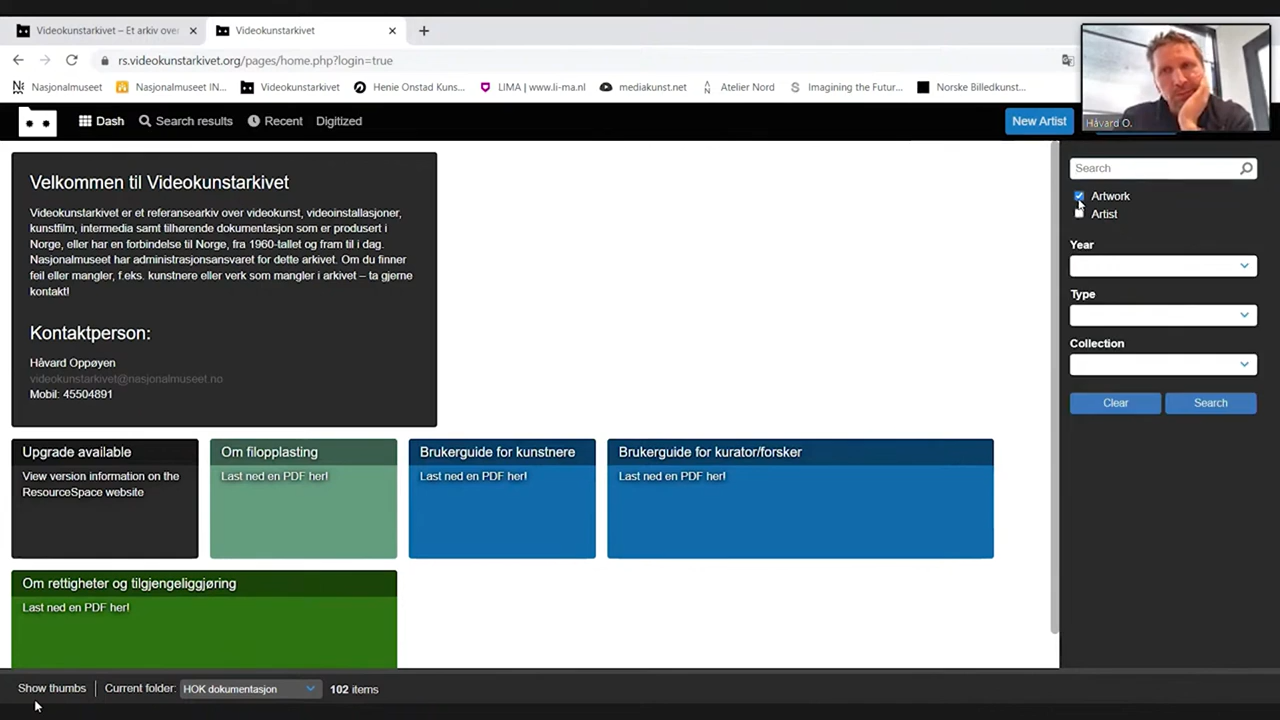 Videokunstarkivet – Et arkiv over
Videokunstarkivet
rs.videokunstarkivet.org/pages/home.php?login=true
Nasjonalmuseet
Nasjonalmuseet IN...
Videokunstarkivet
Henie Onstad Kuns...
LIMA | www.li-ma.nl
mediakunst.net
Atelier Nord
Imagining the Futur...
Norske Billedkunst...
Håvard O.
Dash
Search results
Recent
Digitized
New Artist
Velkommen til Videokunstarkivet
Videokunstarkivet er et referansearkiv over videokunst, videoinstallasjoner,
kunstfilm, intermedia samt tilhørende dokumentasjon som er produsert i
Norge, eller har en forbindelse til Norge, fra 1960-tallet og fram til i dag.
Nasjonalmuseet har administrasjonsansvaret for dette arkivet. Om du finner
feil eller mangler, f.eks. kunstnere eller verk som mangler i arkivet – ta gjerne
kontakt!
Kontaktperson:
Håvard Oppøyen
videokunstarkivet@nasjonalmuseet.no
Mobil: 45504891
Search
Artwork
Artist
Year
Type
Collection
Clear
Search
Upgrade available
View version information on the
ResourceSpace website
Om filopplasting
Last ned en PDF her!
Brukerguide for kunstnere
Last ned en PDF her!
Brukerguide for kurator/forsker
Last ned en PDF her!
Om rettigheter og tilgjengeliggjøring
Last ned en PDF her!
Show thumbs
Current folder: HOK dokumentasjon
102 items